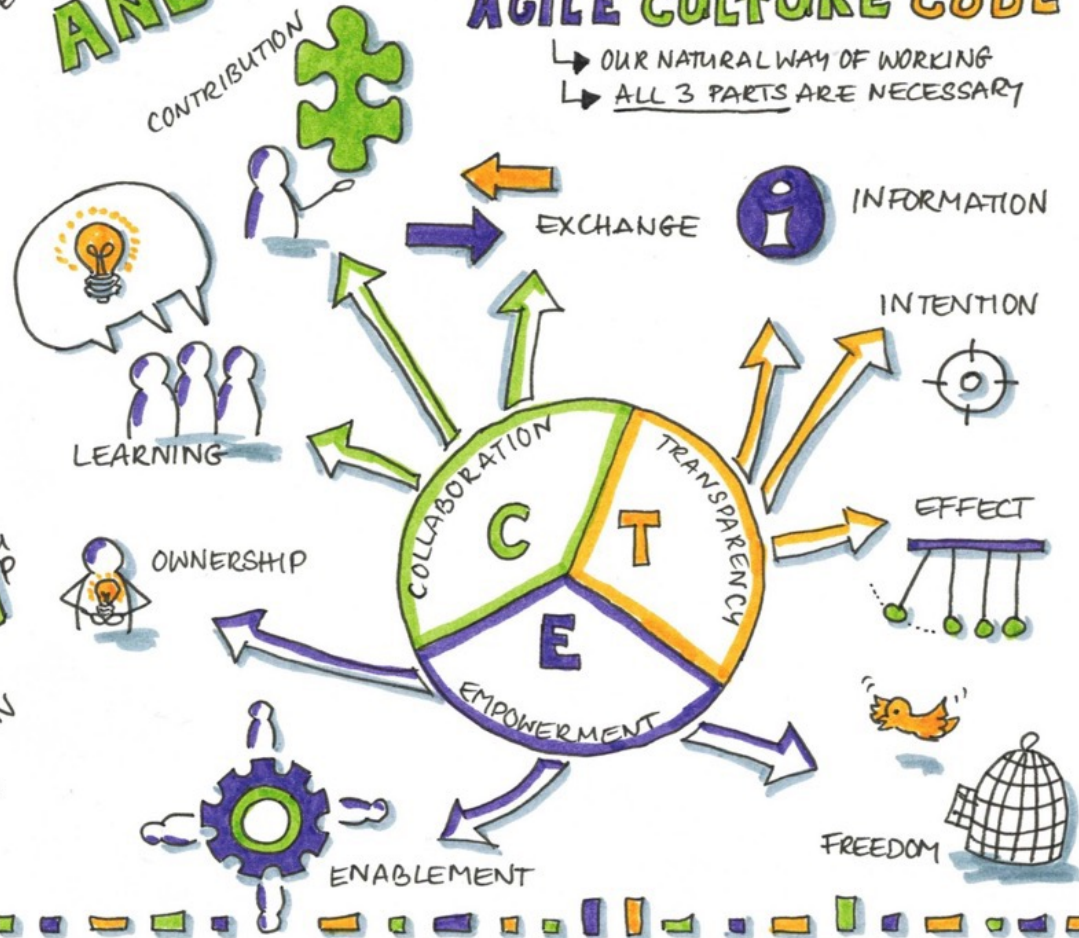 AND
AGILE CULTURE CODE
OUR NATURAL WAY OF WORKING
ALL 3 PARTS ARE NECESSARY
CONTRIBUTION
EXCHANGE
i
INFORMATION
INTENTION
LEARNING
COLLABORATION
C
TRANSPARENCY
T
EFFECT
OWNERSHIP
E
EMPOWERMENT
ENABLEMENT
FREEDOM